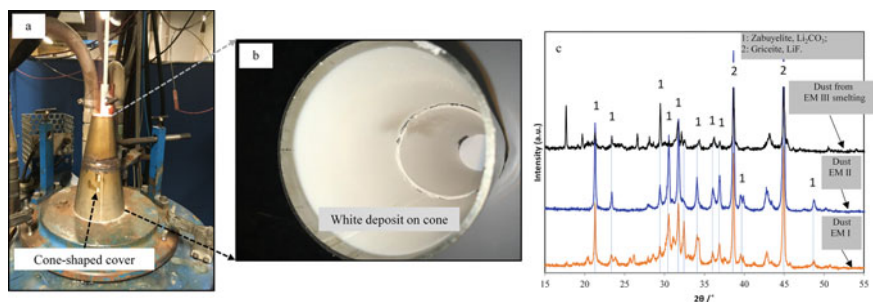 a
Cone-shaped cover
b
White deposit on cone
c
1: Zabuyelite, Li₂CO₃;
2: Griceite, LiF.
2
2
1
1
1
1
1
1
1
1
Dust from
EM III smelting
Dust
EM II
1
1
Dust
EM I
Intensity (a.u.)
15 20 25 30 35 40 45 50 55
2Θ /°